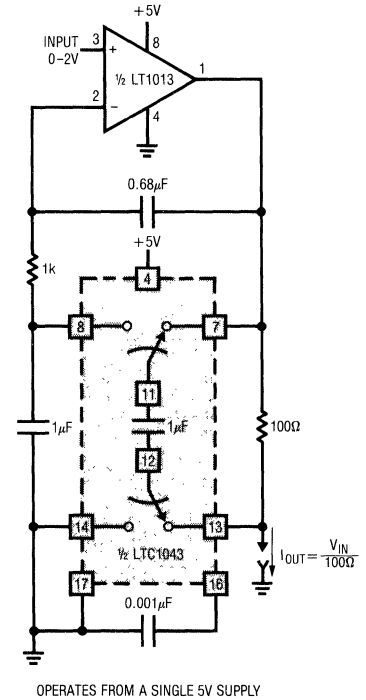 +5V
INPUT
0–2V
3
+
8
½ LT1013
1
2
–
4
0.68μF
+5V
1k
4
8
7
11
1μF
1μF
12
100Ω
14
13
½ LTC1043
I OUT = V IN / 100Ω
17
16
0.001μF
OPERATES FROM A SINGLE 5V SUPPLY